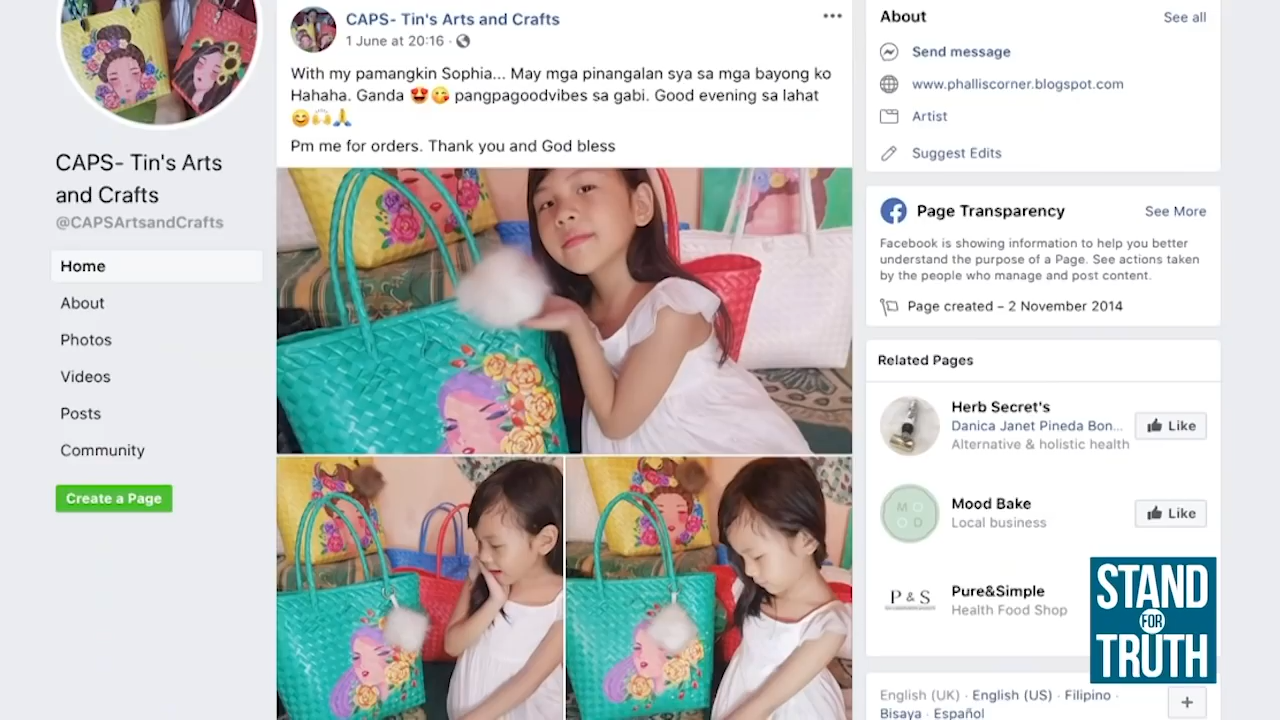 CAPS- Tin's Arts
and Crafts
@CAPSArtsandCrafts
Home
About
Photos
Videos
Posts
Community
Create a Page
CAPS- Tin's Arts and Crafts
1 June at 20:16
With my pamangkin Sophia... May mga pinangalan sya sa mga bayong ko
Hahaha. Ganda 😍😋 pangpagoodvibes sa gabi. Good evening sa lahat
😊🙌🙏
Pm me for orders. Thank you and God bless
About
See all
Send message
www.phalliscorner.blogspot.com
Artist
Suggest Edits
Page Transparency
See More
Facebook is showing information to help you better
understand the purpose of a Page. See actions taken
by the people who manage and post content.
Page created – 2 November 2014
Related Pages
Herb Secret's
Danica Janet Pineda Bon...
Alternative & holistic health
Like
MO
OD
Mood Bake
Local business
Like
P & S
Pure&Simple
Health Food Shop
STAND
FOR
TRUTH
English (UK) · English (US) · Filipino ·
Bisaya · Español
+